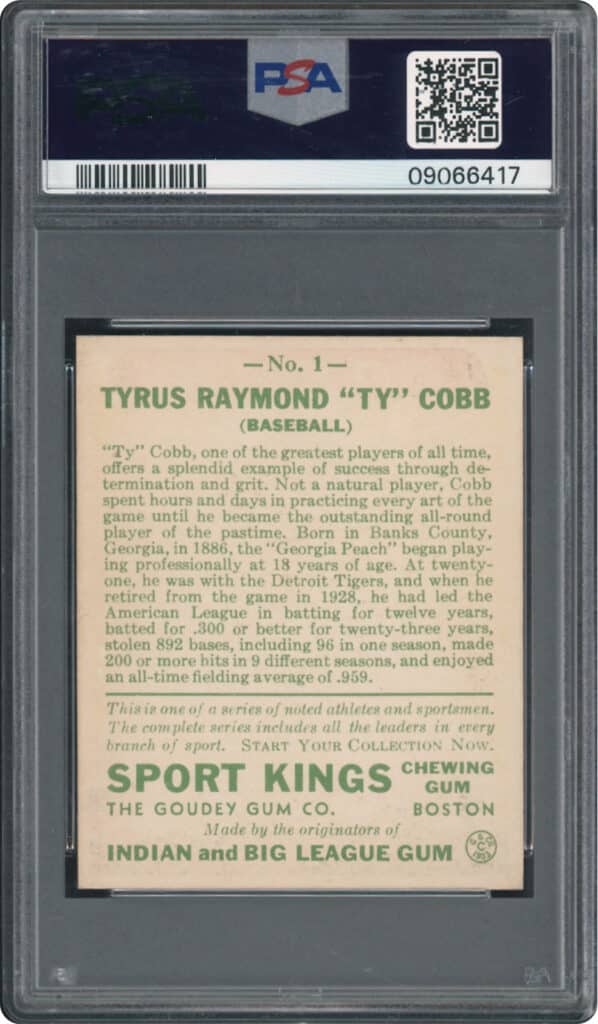 PSA
09066417
—No. 1—
TYRUS RAYMOND "TY" COBB
(BASEBALL)
"Ty" Cobb, one of the greatest players of all time,
offers a splendid example of success through de-
termination and grit. Not a natural player, Cobb
spent hours and days in practicing every art of the
game until he became the outstanding all-round
player of the pastime. Born in Banks County,
Georgia, in 1886, the "Georgia Peach" began play-
ing professionally at 18 years of age. At twenty-
one, he was with the Detroit Tigers, and when he
retired from the game in 1928, he had led the
American League in batting for twelve years,
batted for .300 or better for twenty-three years,
stolen 892 bases, including 96 in one season, made
200 or more hits in 9 different seasons, and enjoyed
an all-time fielding average of .959.
This is one of a series of noted athletes and sportsmen.
The complete series includes all the leaders in every
branch of sport. START YOUR COLLECTION NOW.
SPORT KINGS CHEWING GUM
THE GOUDEY GUM CO. BOSTON
Made by the originators of
INDIAN and BIG LEAGUE GUM